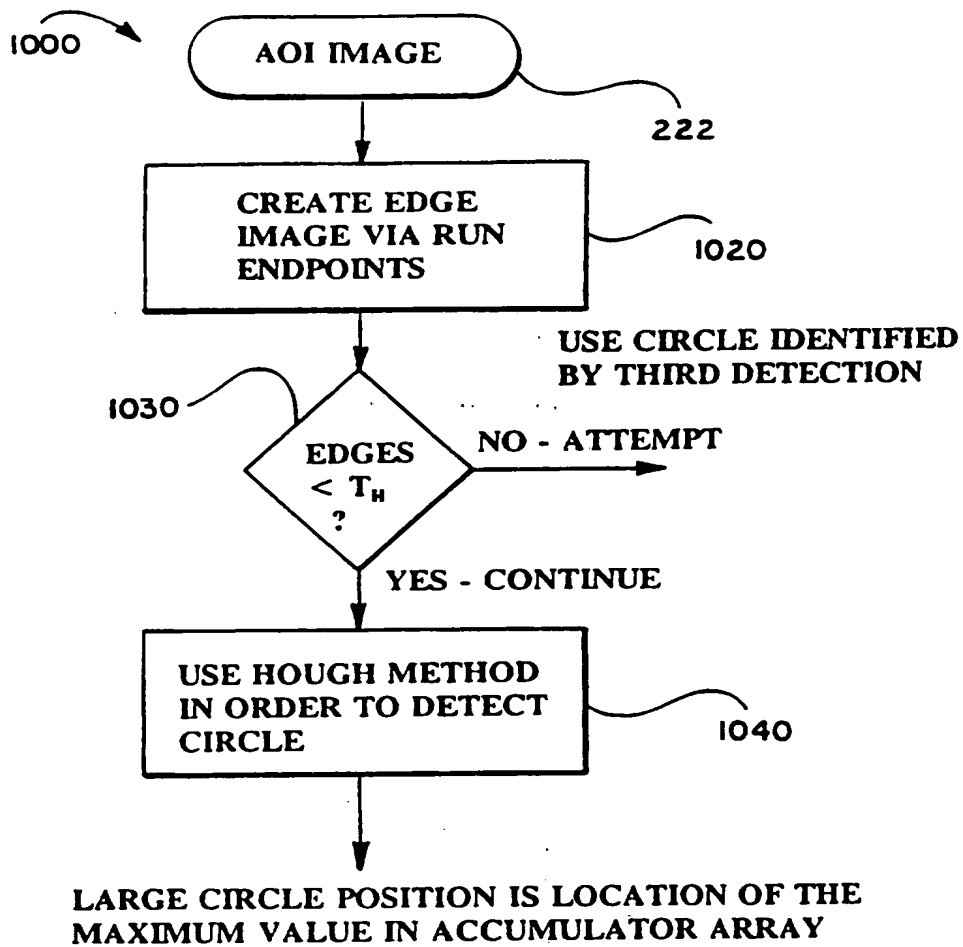 1000
AOI IMAGE
222
CREATE EDGE
IMAGE VIA RUN
ENDPOINTS
1020
USE CIRCLE IDENTIFIED
BY THIRD DETECTION
1030
EDGES
< T_H
?
NO - ATTEMPT
YES - CONTINUE
USE HOUGH METHOD
IN ORDER TO DETECT
CIRCLE
1040
LARGE CIRCLE POSITION IS LOCATION OF THE
MAXIMUM VALUE IN ACCUMULATOR ARRAY